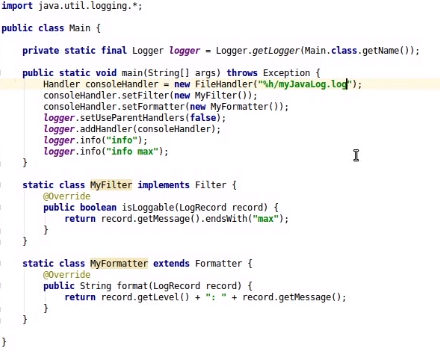 import java.util.logging.*;
public class Main {
private static final Logger logger = Logger.getLogger(Main.class.getName());
public static void main(String[] args) throws Exception {
Handler consoleHandler = new FileHandler("%h/myJavaLog.log");
consoleHandler.setFilter(new MyFilter());
consoleHandler.setFormatter(new MyFormatter());
logger.setUseParentHandlers(false);
logger.addHandler(consoleHandler);
logger.info("info");
logger.info("info max");
}
static class MyFilter implements Filter {
@Override
public boolean isLoggable(LogRecord record) {
return record.getMessage().endsWith("max");
}
}
static class MyFormatter extends Formatter {
@Override
public String format(LogRecord record) {
return record.getLevel() + ": " + record.getMessage();
}
}
}